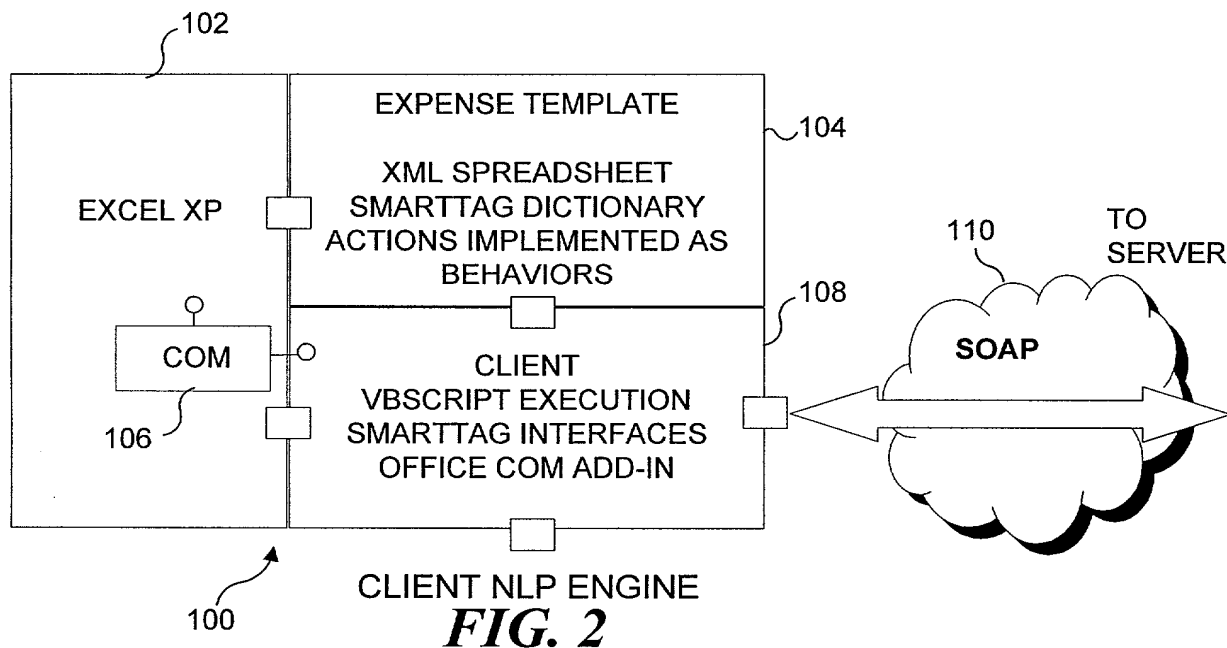 102
EXPENSE TEMPLATE
104
XML SPREADSHEET
SMARTTAG DICTIONARY
ACTIONS IMPLEMENTED AS
BEHAVIORS
EXCEL XP
TO
SERVER
110
108
SOAP
COM
106
CLIENT
VBSCRIPT EXECUTION
SMARTTAG INTERFACES
OFFICE COM ADD-IN
100
CLIENT NLP ENGINE
FIG. 2